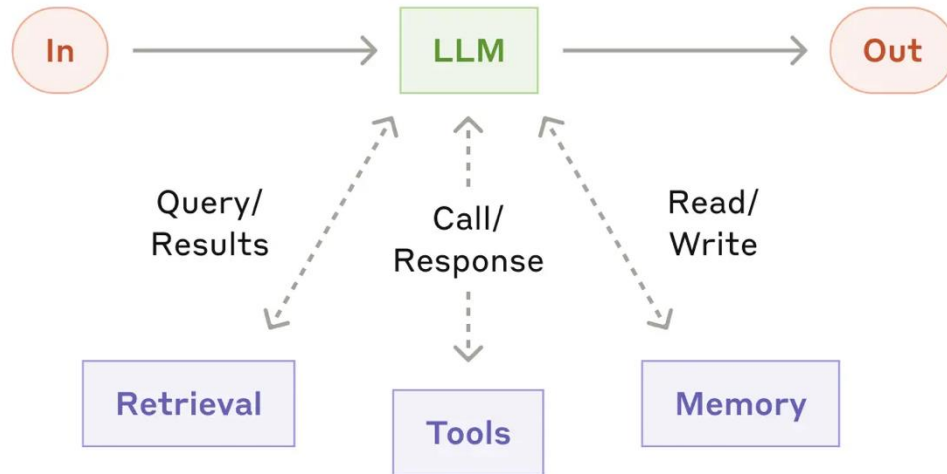 In
LLM
Out
Query/
Results
Call/
Response
Read/
Write
Retrieval
Tools
Memory